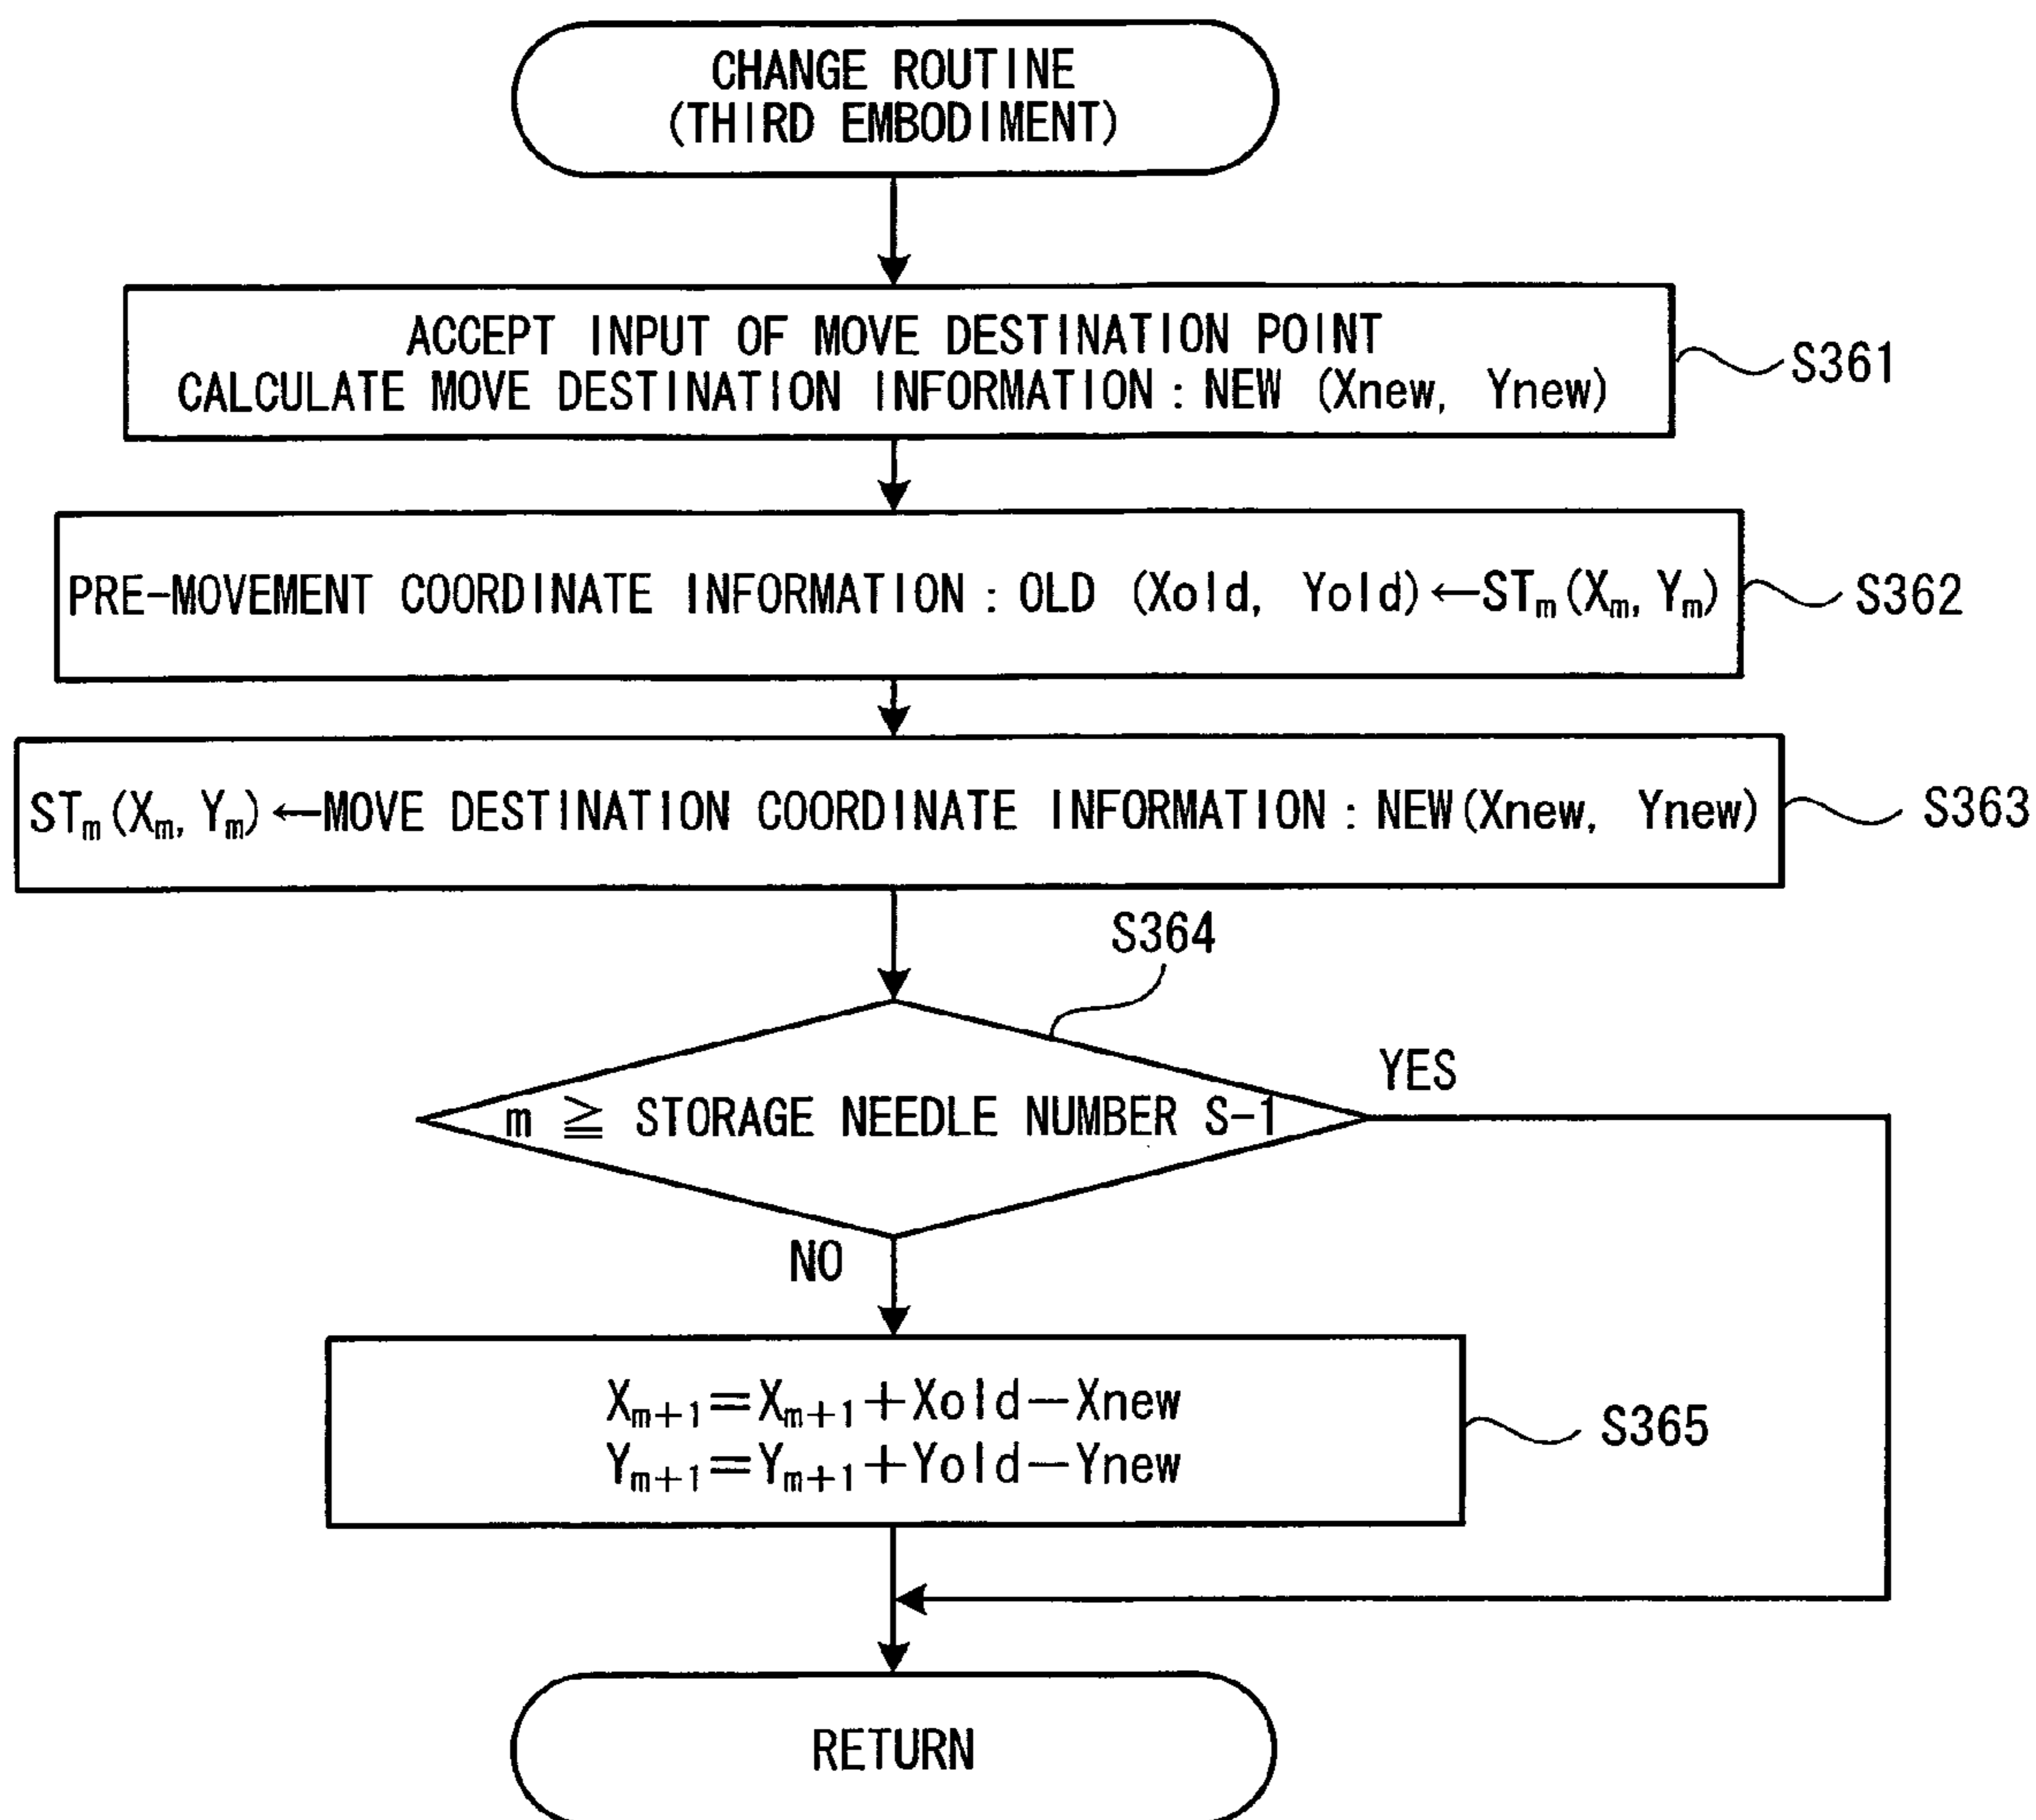 CHANGE ROUTINE
(THIRD EMBODIMENT)
ACCEPT INPUT OF MOVE DESTINATION POINT
CALCULATE MOVE DESTINATION INFORMATION : NEW (Xnew, Ynew)
S361
PRE-MOVEMENT COORDINATE INFORMATION : OLD (Xold, Yold)←STₘ(Xₘ, Yₘ)
S362
STₘ(Xₘ, Yₘ)←MOVE DESTINATION COORDINATE INFORMATION : NEW(Xnew, Ynew)
S363
S364
m ≧ STORAGE NEEDLE NUMBER S-1
YES
NO
Xₘ₊₁=Xₘ₊₁+Xold−Xnew
Yₘ₊₁=Yₘ₊₁+Yold−Ynew
S365
RETURN